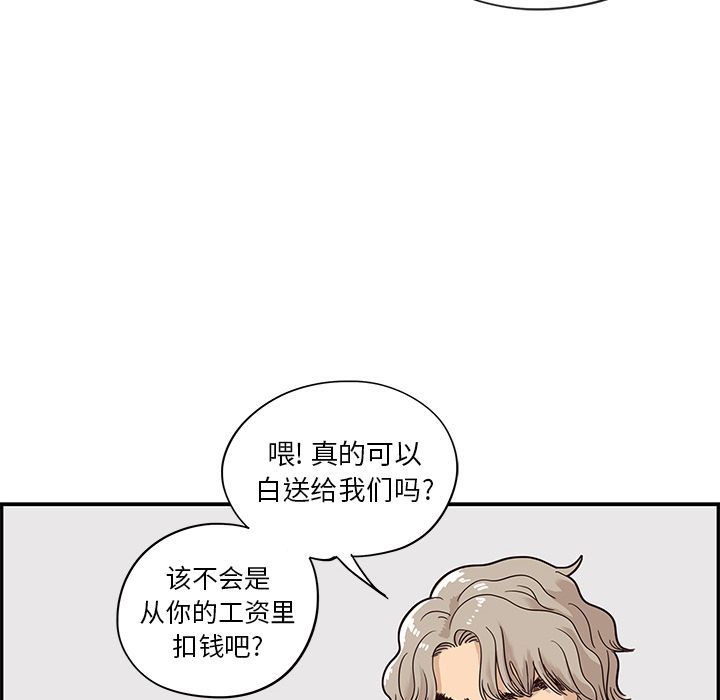 喂! 真的可以
白送给我们吗?
该不会是
从你的工资里
扣钱吧?